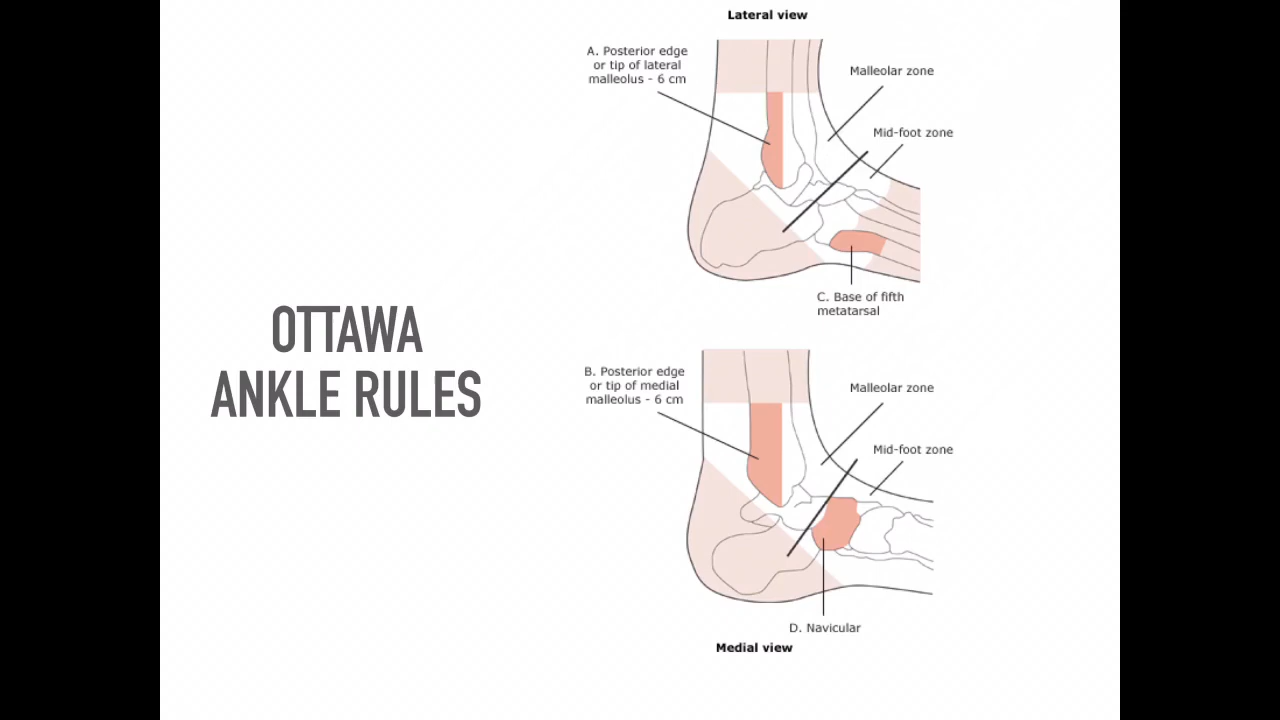 OTTAWA
ANKLE RULES
Lateral view
A. Posterior edge
or tip of lateral
malleolus - 6 cm
Malleolar zone
Mid-foot zone
C. Base of fifth
metatarsal
B. Posterior edge
or tip of medial
malleolus - 6 cm
Malleolar zone
Mid-foot zone
D. Navicular
Medial view